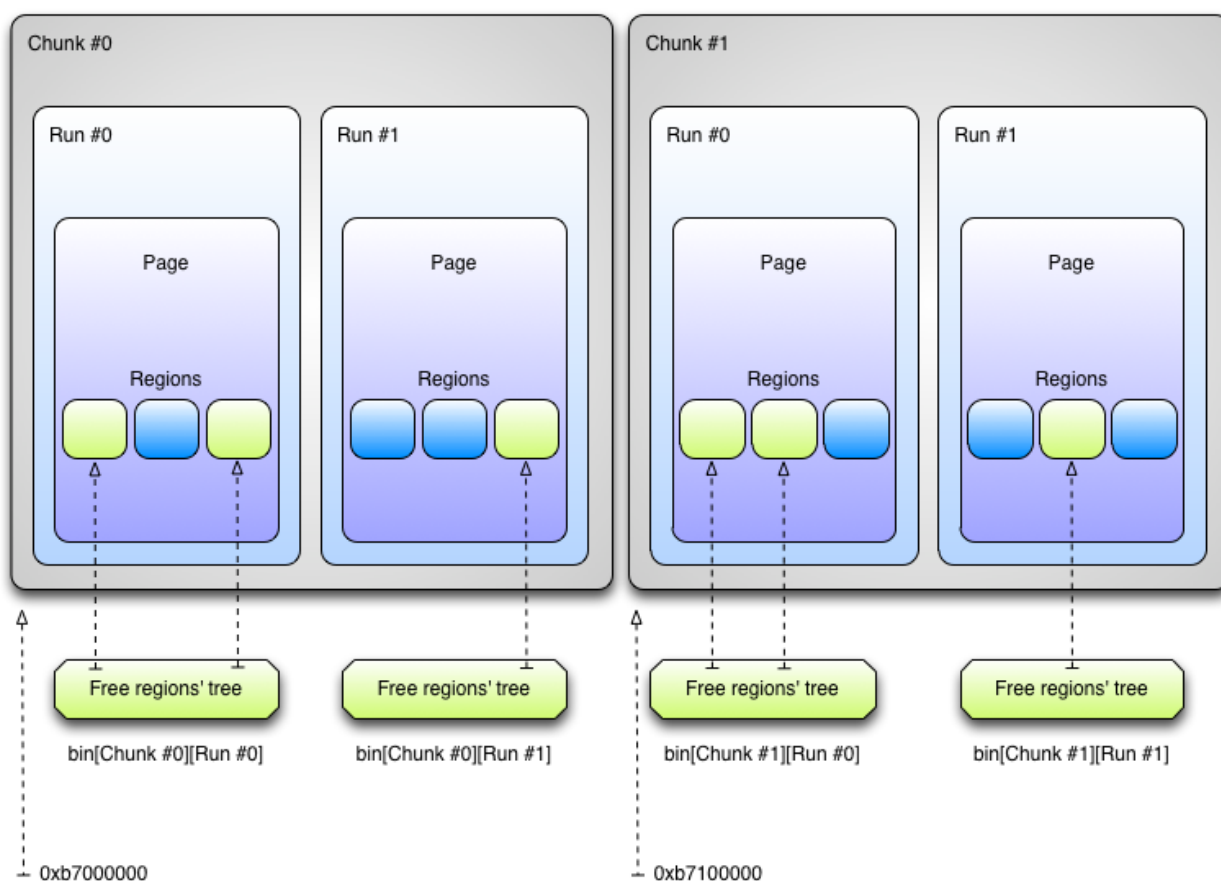 Chunk #0
Chunk #1
Run #0
Run #1
Run #0
Run #1
Page
Page
Page
Page
Regions
Regions
Regions
Regions
Free regions' tree
Free regions' tree
Free regions' tree
Free regions' tree
bin[Chunk #0][Run #0]
bin[Chunk #0][Run #1]
bin[Chunk #1][Run #0]
bin[Chunk #1][Run #1]
0xb7000000
0xb7100000